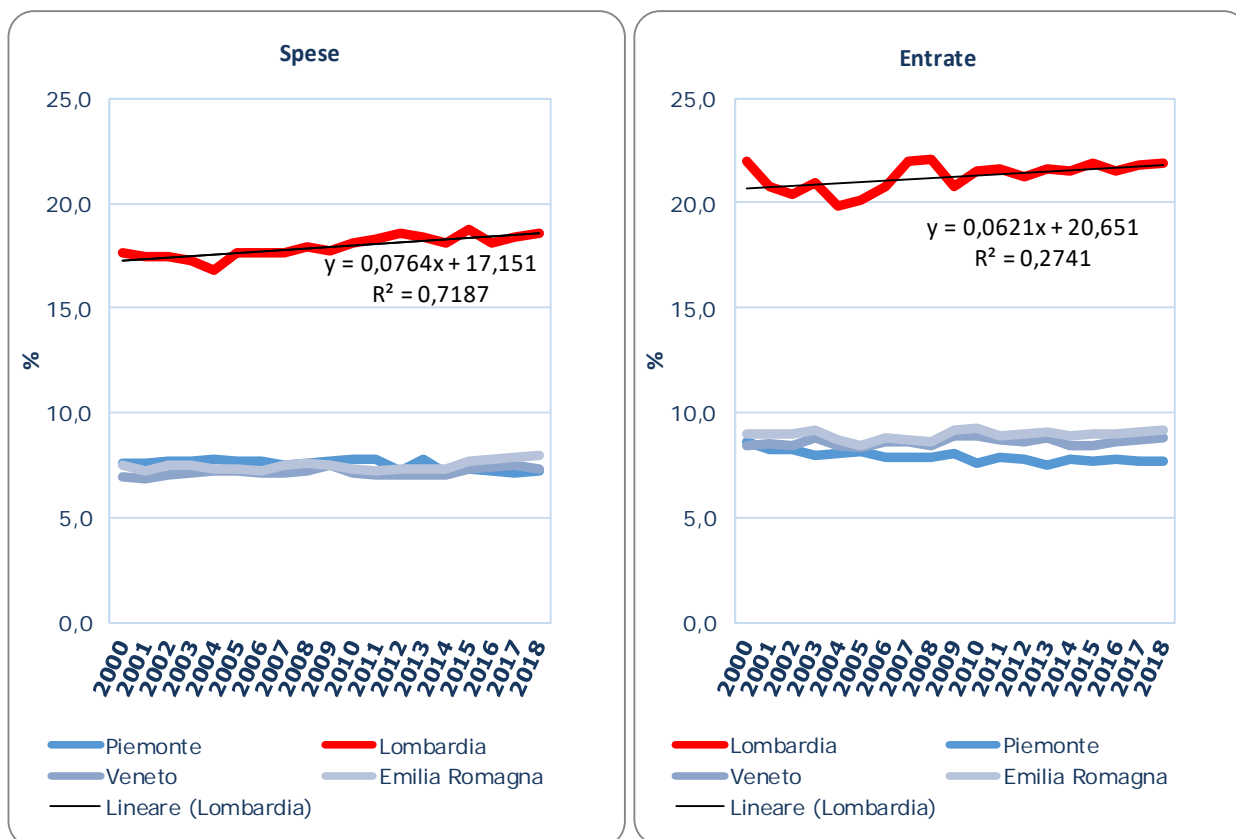 Spese
25,0
20,0
15,0
10,0
5,0
0,0
%
y = 0,0764x + 17,151
R² = 0,7187
2000 2001 2002 2003 2004 2005 2006 2007 2008 2009 2010 2011 2012 2013 2014 2015 2016 2017 2018
Piemonte Lombardia
Veneto Emilia Romagna
Lineare (Lombardia)
Entrate
25,0
20,0
15,0
10,0
5,0
0,0
%
y = 0,0621x + 20,651
R² = 0,2741
2000 2001 2002 2003 2004 2005 2006 2007 2008 2009 2010 2011 2012 2013 2014 2015 2016 2017 2018
Lombardia Piemonte
Veneto Emilia Romagna
Lineare (Lombardia)